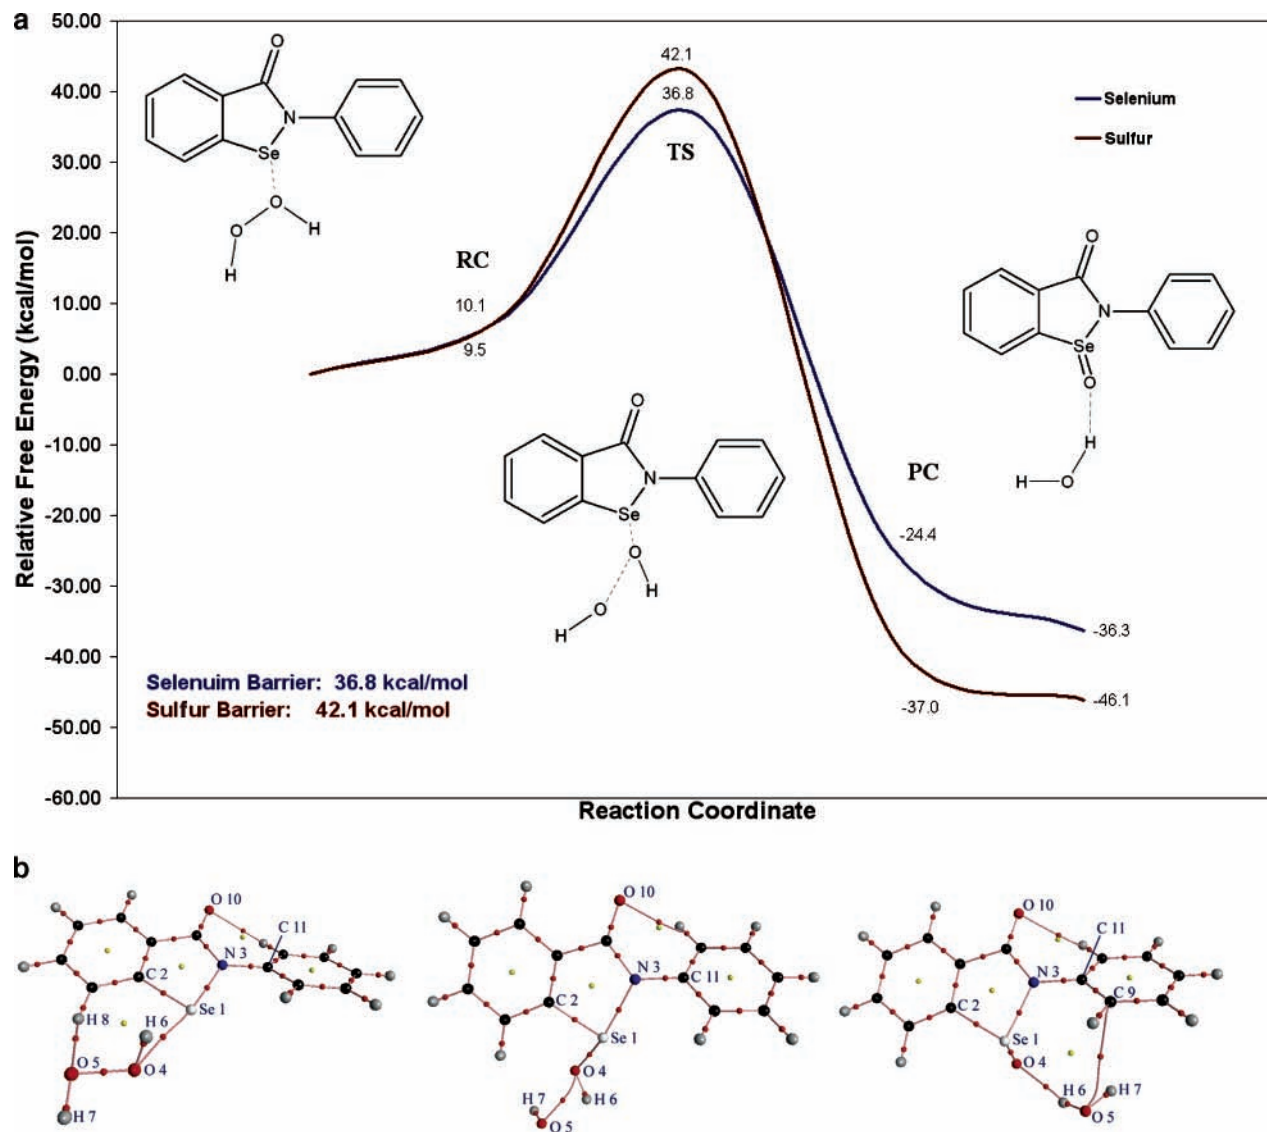 a
50.00
40.00
30.00
20.00
10.00
0.00
-10.00
-20.00
-30.00
-40.00
-50.00
-60.00
Relative Free Energy (kcal/mol)
Reaction Coordinate
O
N
Se
O
O
H
H
RC
10.1
9.5
42.1
36.8
TS
Selenium
Sulfur
O
N
Se
O
H
O
H
O
N
Se
O
H
H
O
PC
-24.4
-36.3
-37.0
-46.1
Selenuim Barrier: 36.8 kcal/mol
Sulfur Barrier: 42.1 kcal/mol
b
O 10
C 11
N 3
C 2
Se 1
H 8
H 6
O 5
O 4
H 7
O 10
N 3
C 11
C 2
Se 1
O 4
H 7
H 6
O 5
O 10
C 11
N 3
C 9
C 2
Se 1
O 4
H 6
H 7
O 5